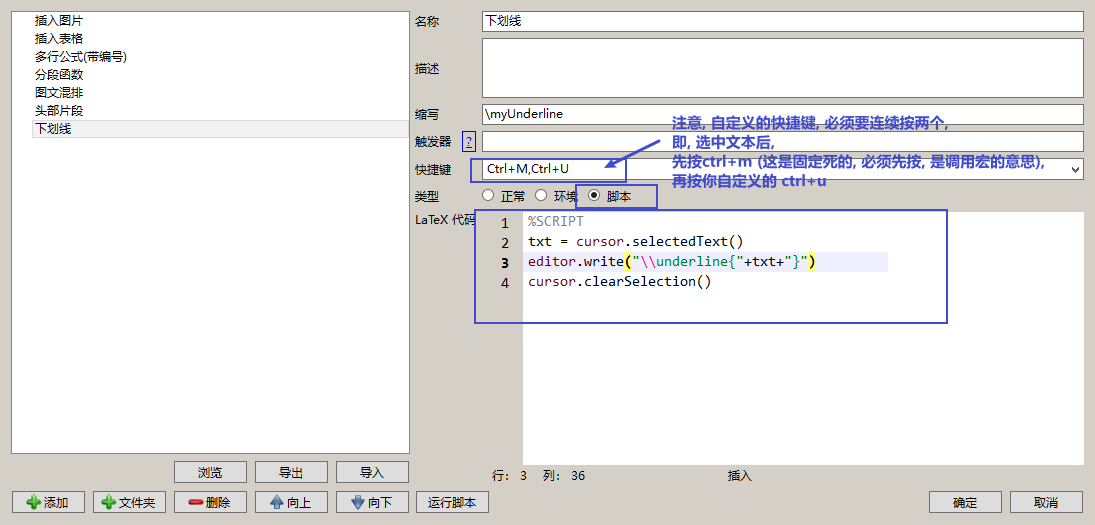 插入图片
插入表格
多行公式(带编号)
分段函数
图文混排
头部片段
下划线
浏览
导出
导入
添加
文件夹
删除
向上
向下
运行脚本
名称
下划线
描述
缩写
\myUnderline
触发器
?
快捷键
Ctrl+M,Ctrl+U
注意, 自定义的快捷键, 必须要连续按两个,
即, 选中文本后,
先按ctrl+m (这是固定死的, 必须先按, 是调用宏的意思),
再按你自定义的 ctrl+u
类型
正常
环境
脚本
LaTeX 代码
1 %SCRIPT
2 txt = cursor.selectedText()
3 editor.write("\\underline{"+txt+"}")
4 cursor.clearSelection()
行: 3 列: 36
插入
确定
取消